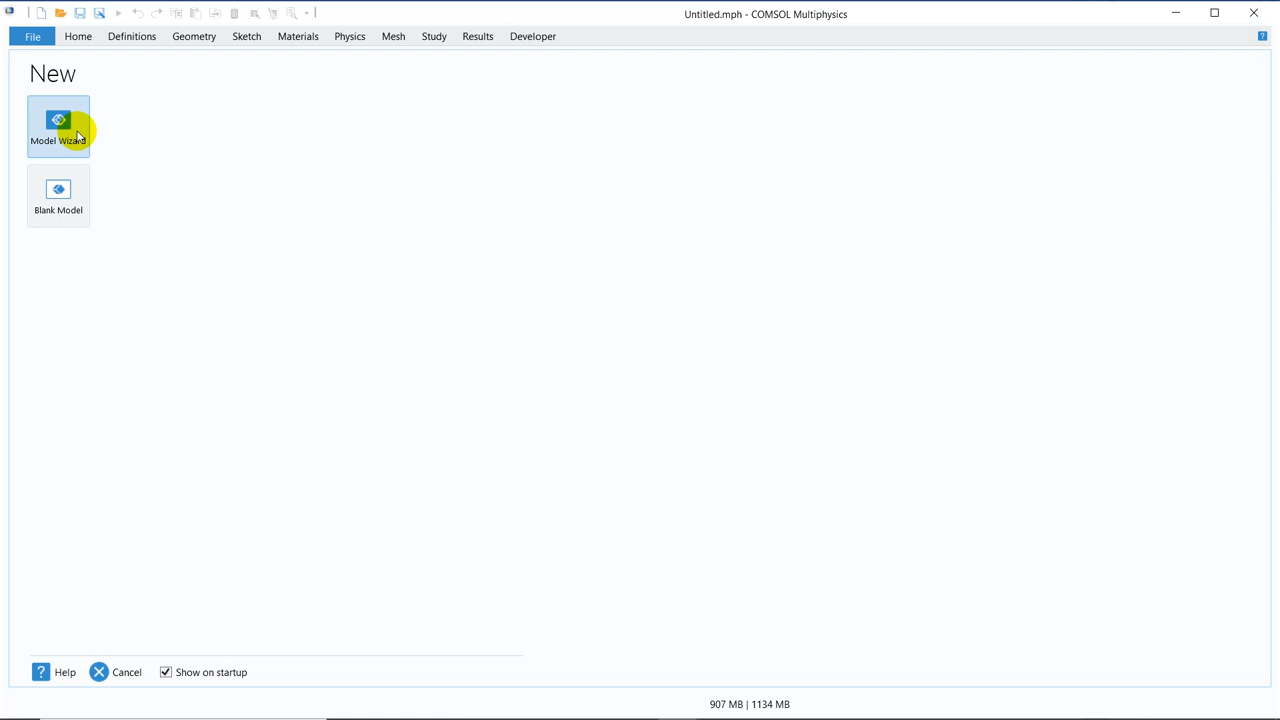 Untitled.mph - COMSOL Multiphysics
File Home Definitions Geometry Sketch Materials Physics Mesh Study Results Developer ?
New
Model Wizard
Blank Model
? Help Cancel Show on startup
907 MB | 1134 MB